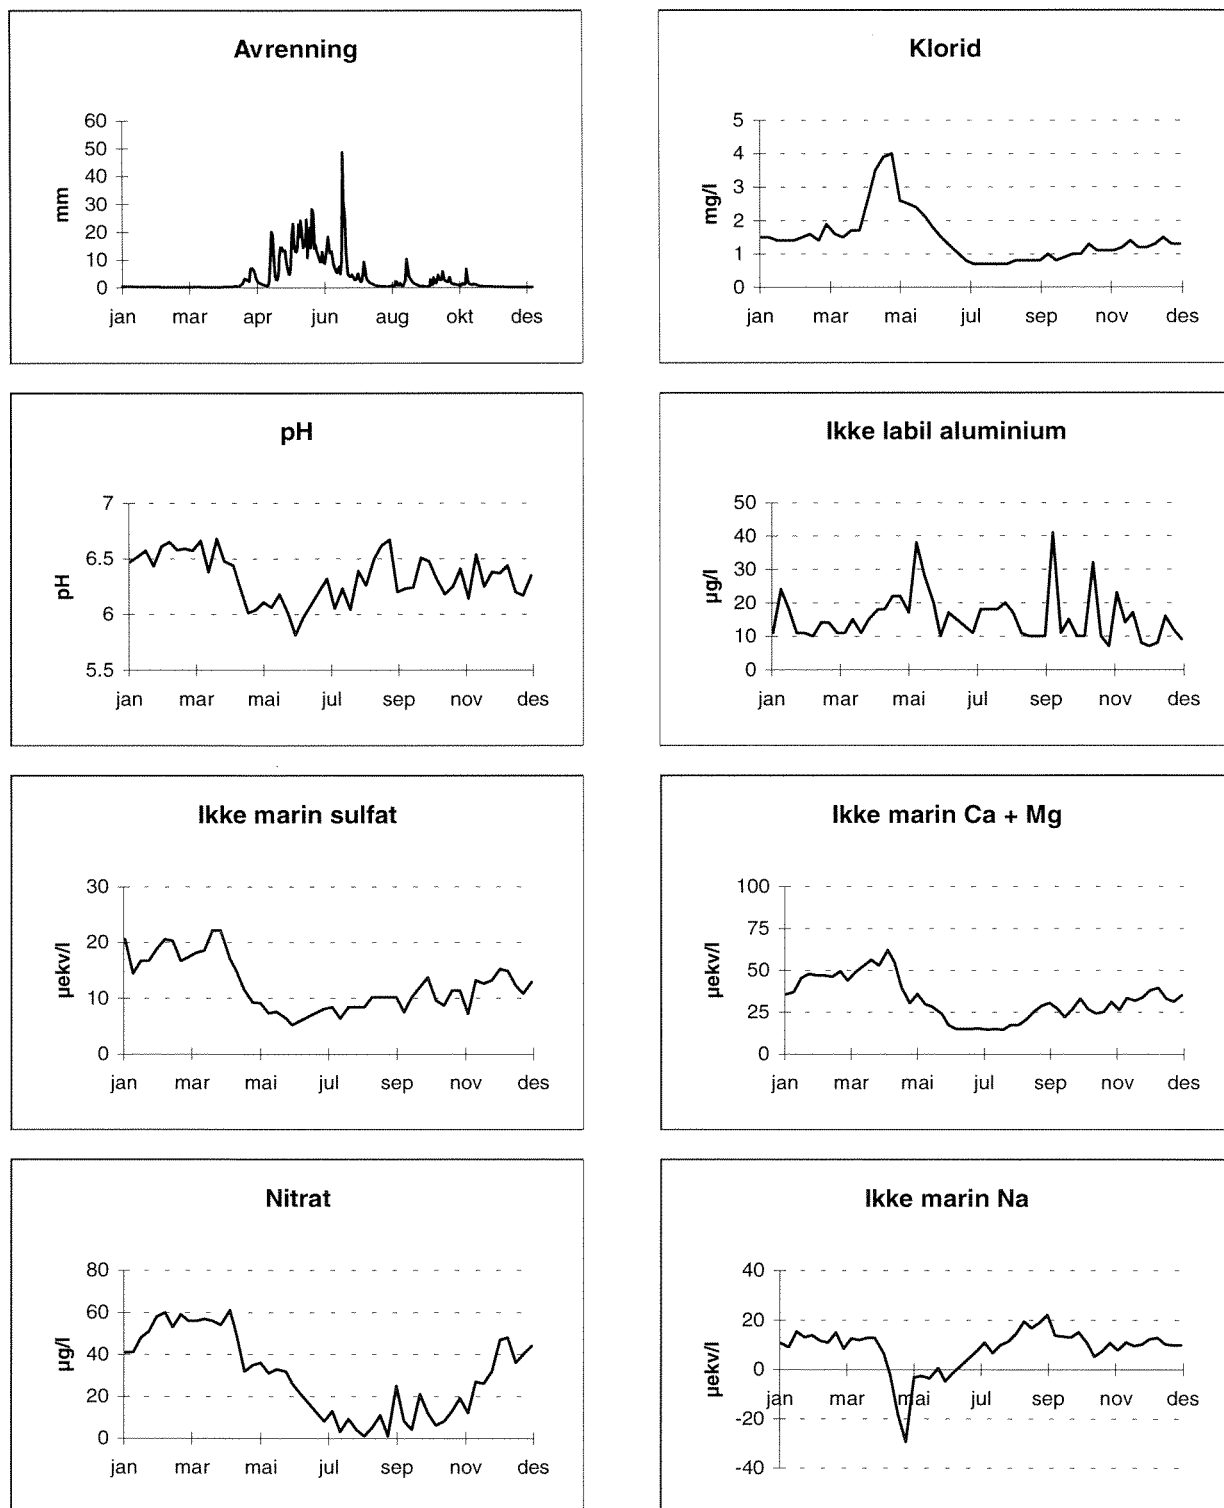 Avrenning
mm
60
50
40
30
20
10
0
jan mar apr jun aug okt des
Klorid
mg/l
5
4
3
2
1
0
jan mar mai jul sep nov des
pH
pH
7
6.5
6
5.5
jan mar mai jul sep nov des
Ikke labil aluminium
µg/l
50
40
30
20
10
0
jan mar mai jul sep nov des
Ikke marin sulfat
µekv/l
30
20
10
0
jan mar mai jul sep nov des
Ikke marin Ca + Mg
µekv/l
100
75
50
25
0
jan mar mai jul sep nov des
Nitrat
µg/l
80
60
40
20
0
jan mar mai jul sep nov des
Ikke marin Na
µekv/l
40
20
0
-20
-40
jan mar mai jul sep nov des